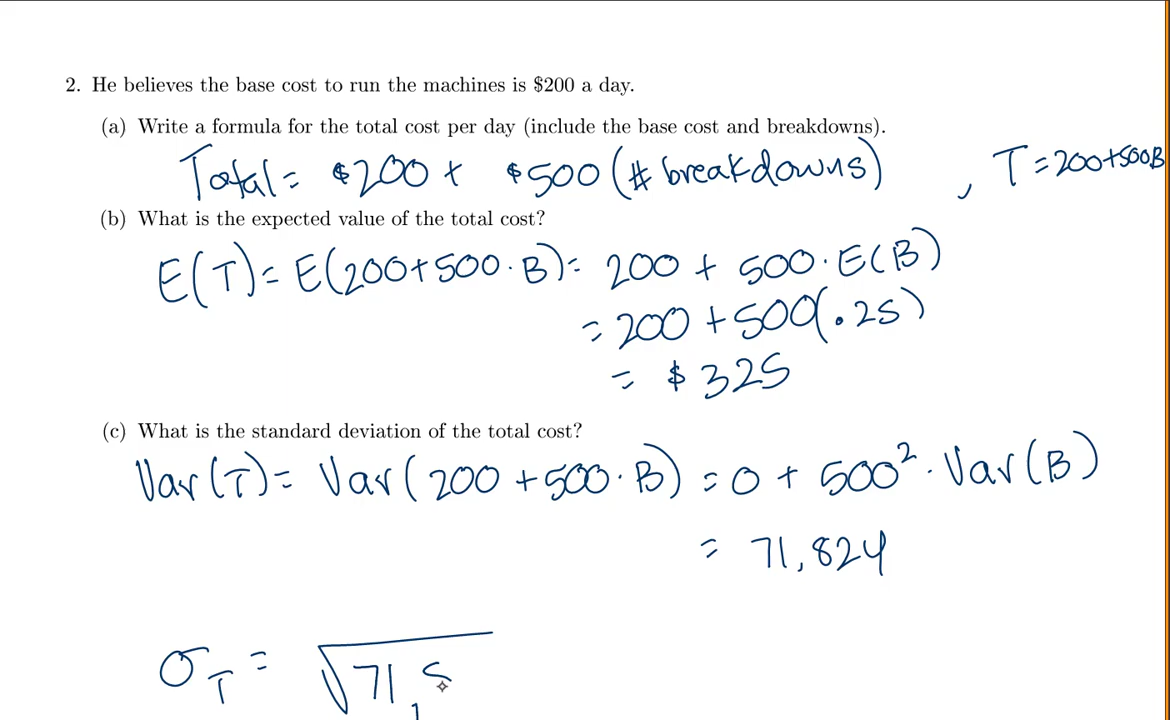 2. He believes the base cost to run the machines is $200 a day.
(a) Write a formula for the total cost per day (include the base cost and breakdowns).
Total = $200 + $500 (# breakdowns) , T = 200+500B
(b) What is the expected value of the total cost?
E(T) = E(200+500·B) = 200 + 500·E(B)
= 200 + 500(.25)
= $325
(c) What is the standard deviation of the total cost?
Var(T) = Var(200 + 500·B) = 0 + 500²·Var(B)
= 71,824
σ_T = √71,8